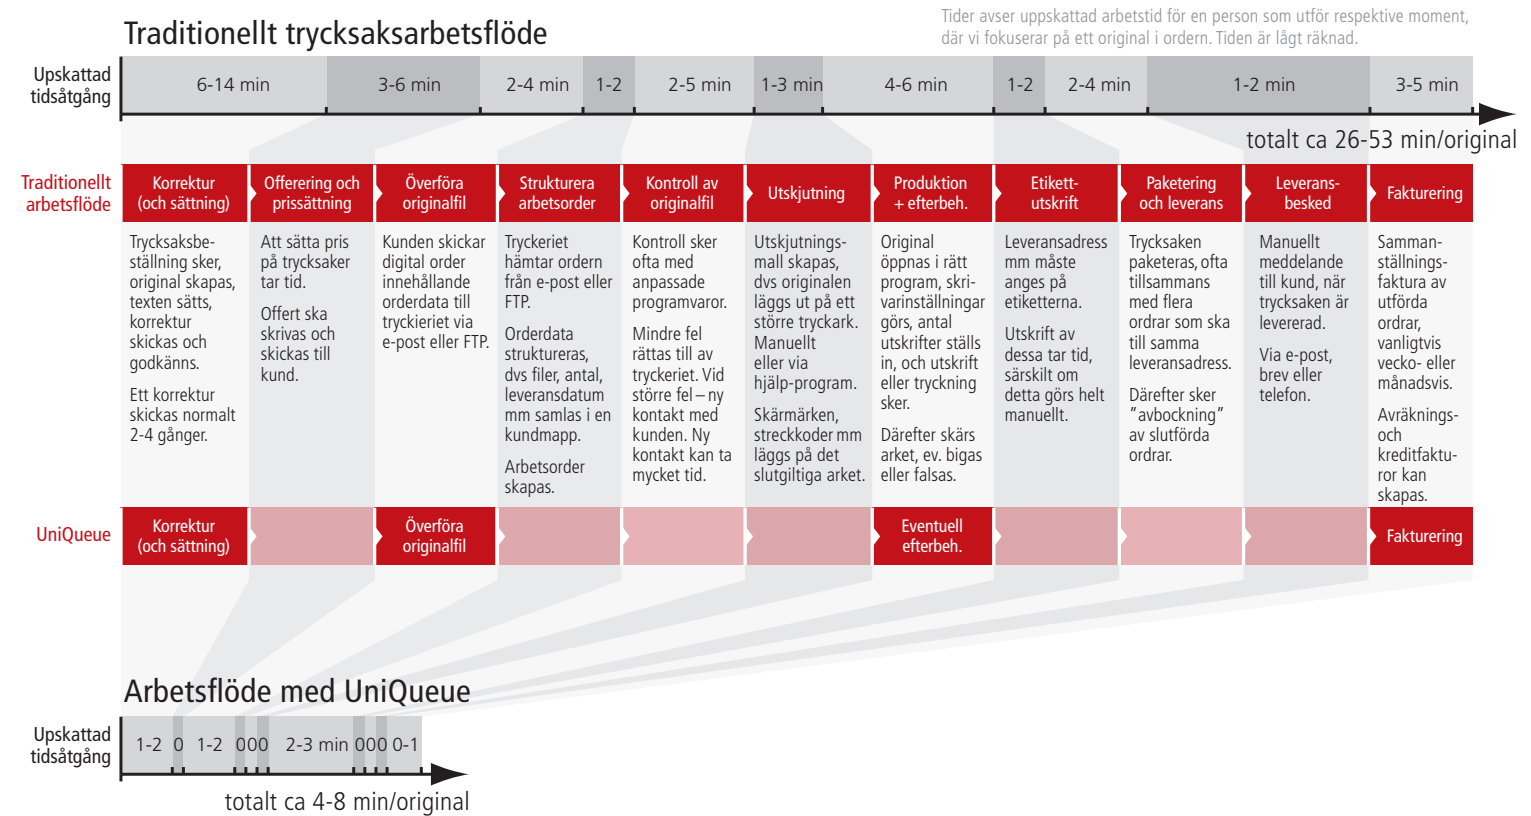 Traditionellt trycksaksarbetsflöde
Tider avser uppskattad arbetstid för en person som utför respektive moment,
där vi fokuserar på ett original i ordern. Tiden är lågt räknad.
Upskattad
tidsåtgång
6-14 min
3-6 min
2-4 min
1-2
2-5 min
1-3 min
4-6 min
1-2
2-4 min
1-2 min
3-5 min
totalt ca 26-53 min/original
Traditionellt
arbetsflöde
Korrektur
(och sättning)
Offerering och
prissättning
Överföra
originalfil
Strukturera
arbetsorder
Kontroll av
originalfil
Utskjutning
Produktion
+ efterbeh.
Etikett-
utskrift
Paketering
och leverans
Leverans-
besked
Fakturering
Trycksaksbe-
ställning sker,
original skapas,
texten sätts,
korrektur
skickas och
godkänns.
Ett korrektur
skickas normalt
2-4 gånger.
Att sätta pris
på trycksaker
tar tid.
Offert ska
skrivas och
skickas till
kund.
Kunden skickar
digital order
innehållande
orderdata till
tryckieriet via
e-post eller FTP.
Tryckeriet
hämtar ordern
från e-post eller
FTP.
Orderdata
struktureras,
dvs filer, antal,
leveransdatum
mm samlas i en
kundmapp.
Arbetsorder
skapas.
Kontroll sker
ofta med
anpassade
programvaror.
Mindre fel
rättas till av
tryckeriet. Vid
större fel – ny
kontakt med
kunden. Ny
kontakt kan ta
mycket tid.
Utskjutnings-
mall skapas,
dvs originalen
läggs ut på ett
större tryckark.
Manuellt
eller via
hjälp-program.
Skärmärken,
streckkoder mm
läggs på det
slutgiltiga arket.
Original
öppnas i rätt
program, skri-
varinställningar
görs, antal
utskrifter ställs
in, och utskrift
eller tryckning
sker.
Därefter skärs
arket, ev. bigas
eller falsas.
Leveransadress
mm måste
anges på
etiketterna.
Utskrift av
dessa tar tid,
särskilt om
detta görs helt
manuellt.
Trycksaken
paketeras, ofta
tillsammans
med flera
ordrar som ska
till samma
leveransadress.
Därefter sker
”avbockning”
av slutförda
ordrar.
Manuellt
meddelande
till kund, när
trycksaken är
levererad.
Via e-post,
brev eller
telefon.
Samman-
ställnings-
faktura av
utförda
ordrar,
vanligtvis
vecko- eller
månadsvis.
Avräknings-
och
kreditfaktu-
ror kan
skapas.
UniQueue
Korrektur
(och sättning)
Överföra
originalfil
Eventuell
efterbeh.
Fakturering
Arbetsflöde med UniQueue
Upskattad
tidsåtgång
1-2 0 1-2 000 2-3 min 000 0-1
totalt ca 4-8 min/original